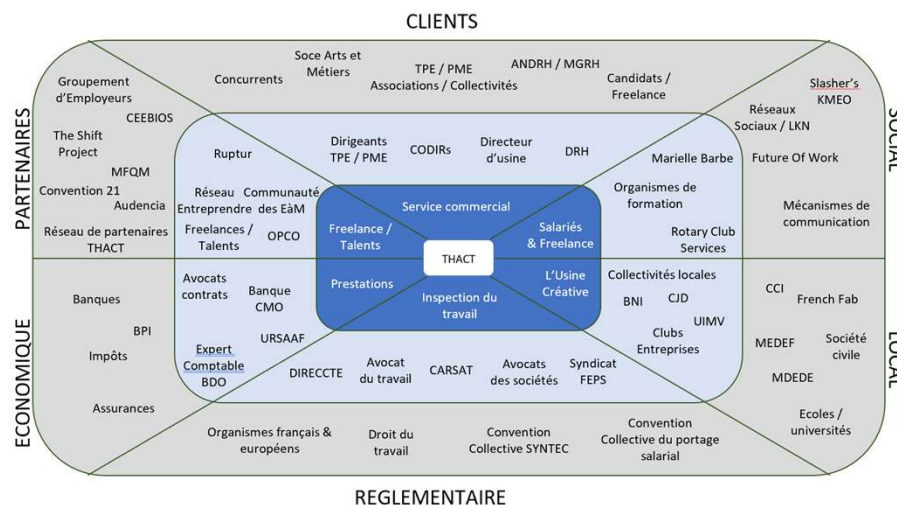 CLIENTS
PARTENAIRES
Groupement
d'Employeurs
CEEBIOS
The Shift
Project
MFQM
Convention 21
Audencia
Réseau de partenaires
THACT
Concurrents
Soce Arts et
Métiers
TPE / PME
Associations / Collectivités
ANDRH / MGRH
Candidats /
Freelance
SOCIAL
Slasher's
KMEO
Réseaux
Sociaux / LKN
Future Of Work
Mécanismes de
communication
Ruptur
Réseau
Entreprendre
Communauté
des EàM
Freelances /
Talents
OPCO
Dirigeants
TPE / PME
CODIRs
Directeur
d'usine
DRH
Marielle Barbe
Organismes de
formation
Rotary Club
Services
Service commercial
Freelance /
Talents
Salariés
& Freelance
THACT
Prestations
Inspection du
travail
L'Usine
Créative
ECONOMIQUE
Banques
BPI
Impôts
Assurances
Avocats
contrats
Banque
CMO
URSAAF
Expert
Comptable
BDO
DIRECCTE
Avocat
du travail
CARSAT
Avocats
des sociétés
Syndicat
FEPS
Collectivités locales
BNI
CJD
UIMV
Clubs
Entreprises
LOCAL
CCI
French Fab
MEDEF
Société
civile
MDEDE
Ecoles /
universités
Organismes français &
européens
Droit du
travail
Convention
Collective SYNTEC
Convention
Collective du portage
salarial
REGLEMENTAIRE